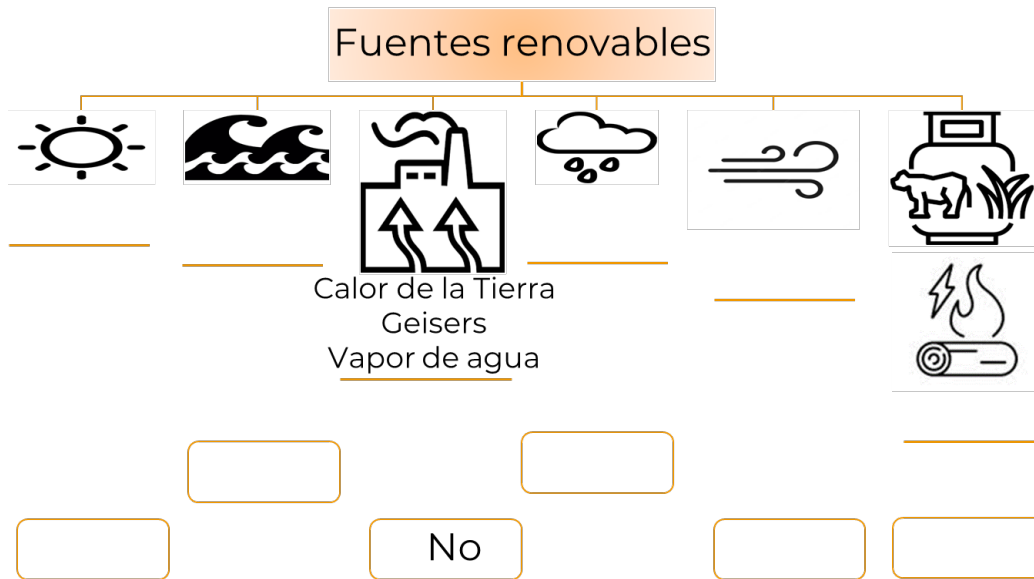 Fuentes renovables
Calor de la Tierra
Geisers
Vapor de agua
No